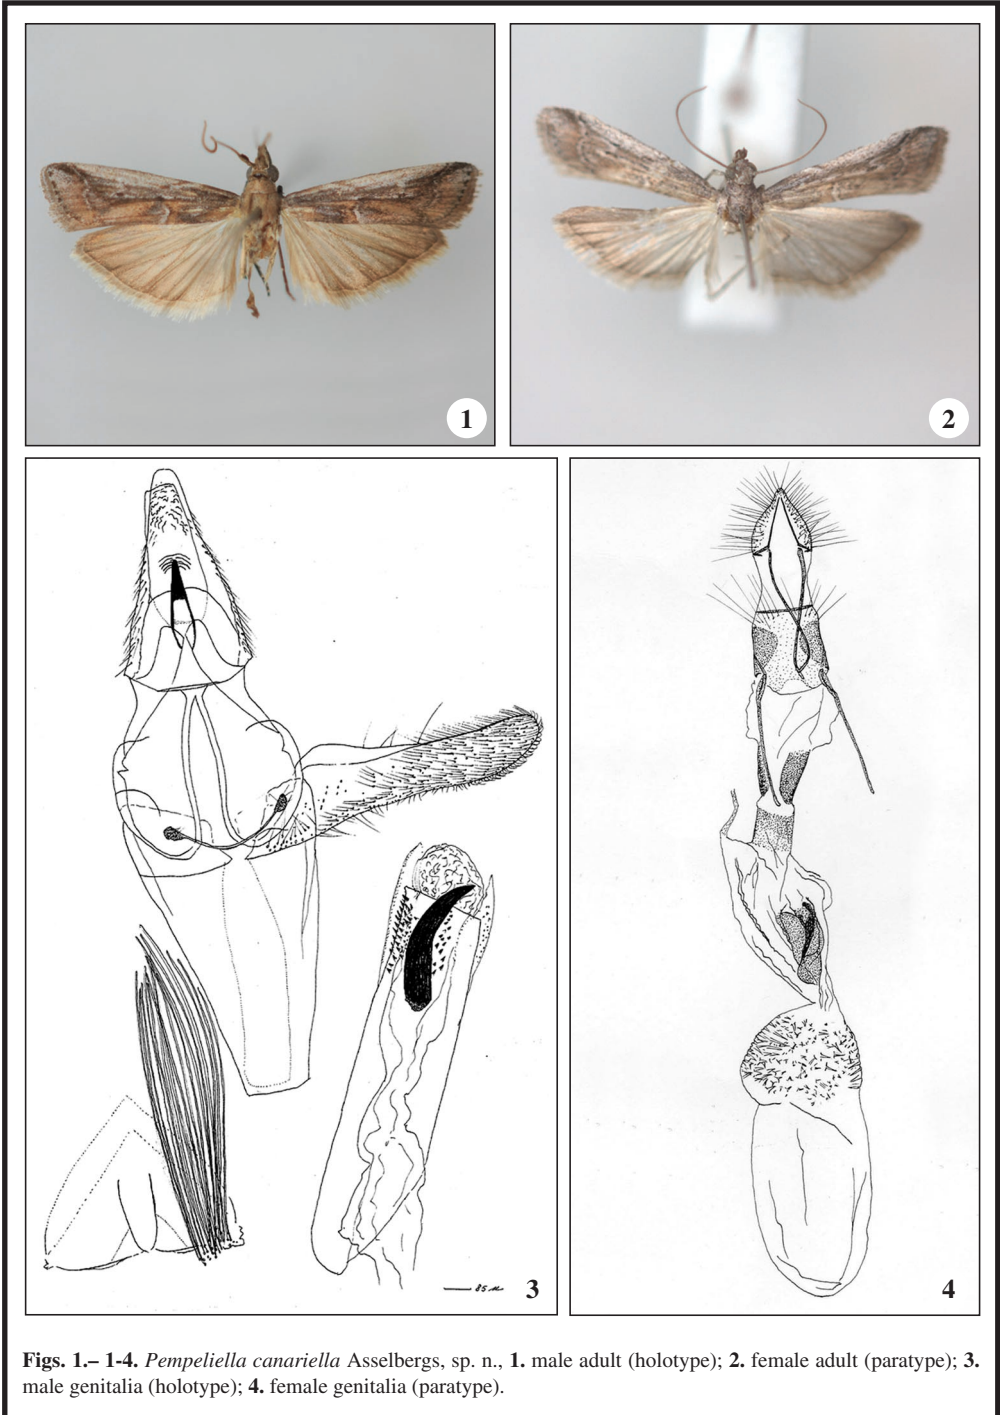 1
2
3
4
Figs. 1.– 1-4. Pempeliella canariella Asselbergs, sp. n., 1. male adult (holotype); 2. female adult (paratype); 3.
male genitalia (holotype); 4. female genitalia (paratype).